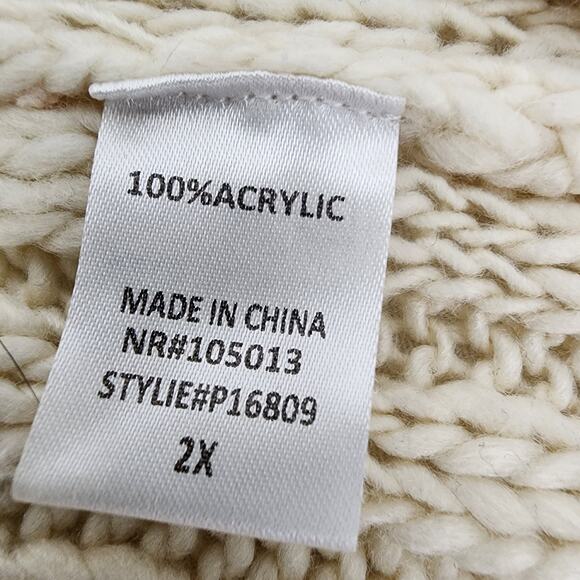 100%ACRYLIC
MADE IN CHINA
NR#105013
STYLIE#P16809
2X